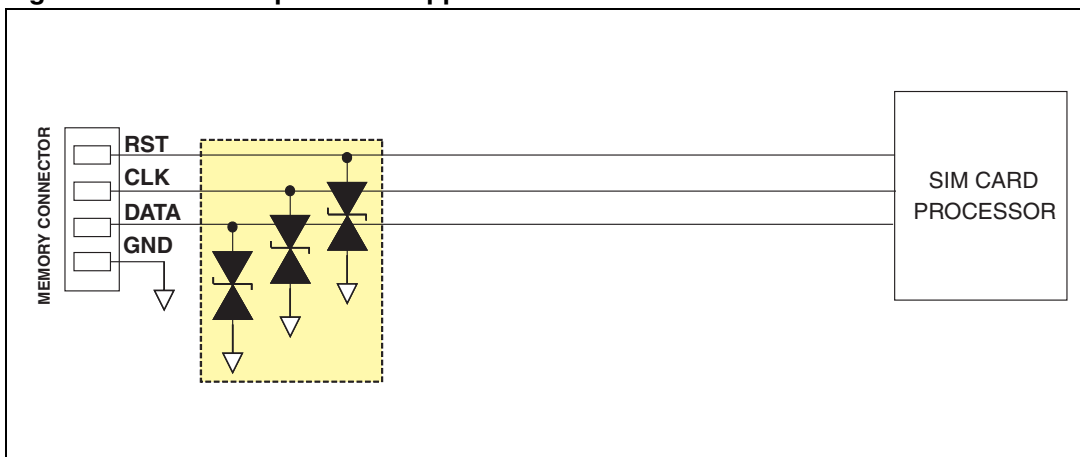 MEMORY CONNECTOR
RST
CLK
DATA
GND
SIM CARD
PROCESSOR